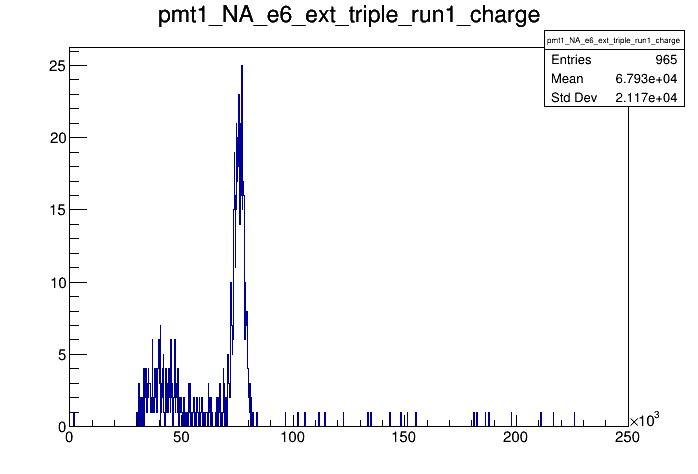 pmt1_NA_e6_ext_triple_run1_charge
pmt1_NA_e6_ext_triple_run1_charge
Entries 965
Mean 6.793e+04
Std Dev 2.117e+04
25
20
15
10
5
0
0 50 100 150 200 250
×10³